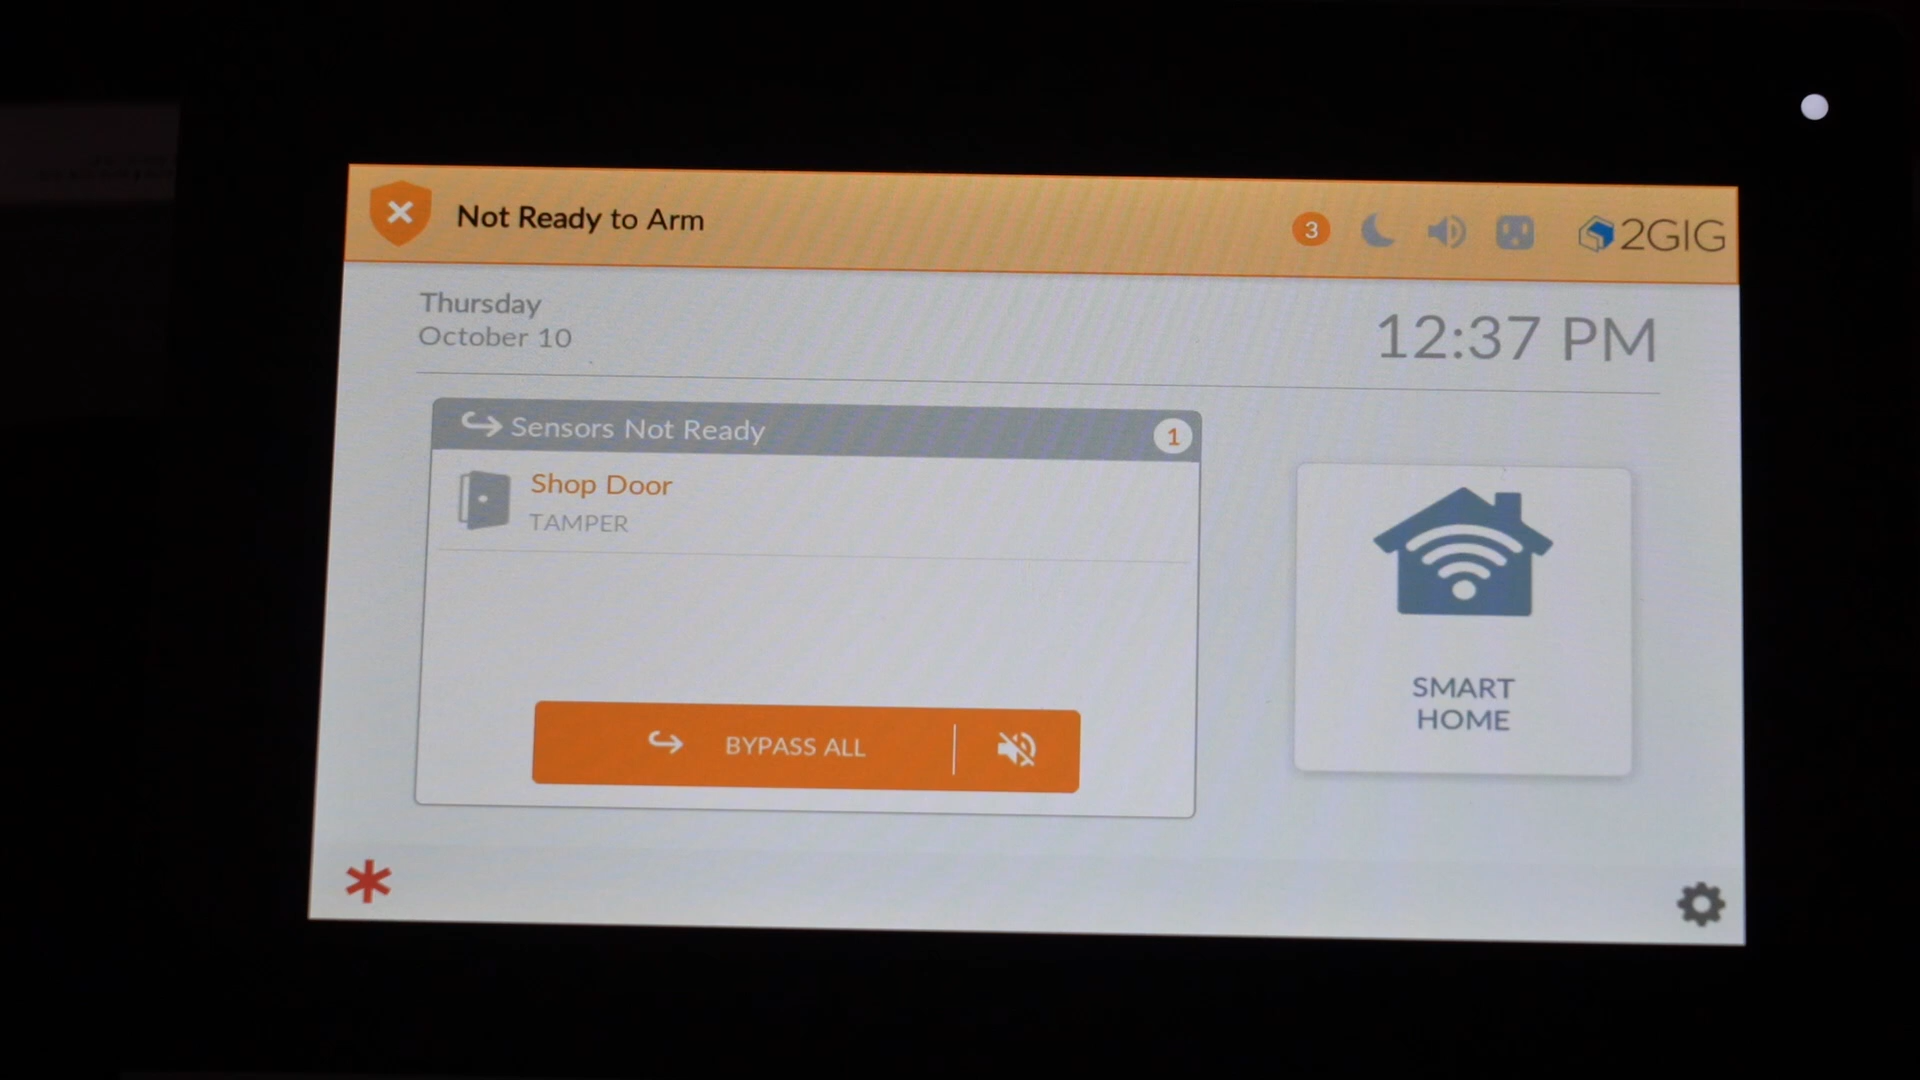 Not Ready to Arm
3
2GIG
Thursday
October 10
12:37 PM
Sensors Not Ready
1
Shop Door
TAMPER
BYPASS ALL
SMART
HOME